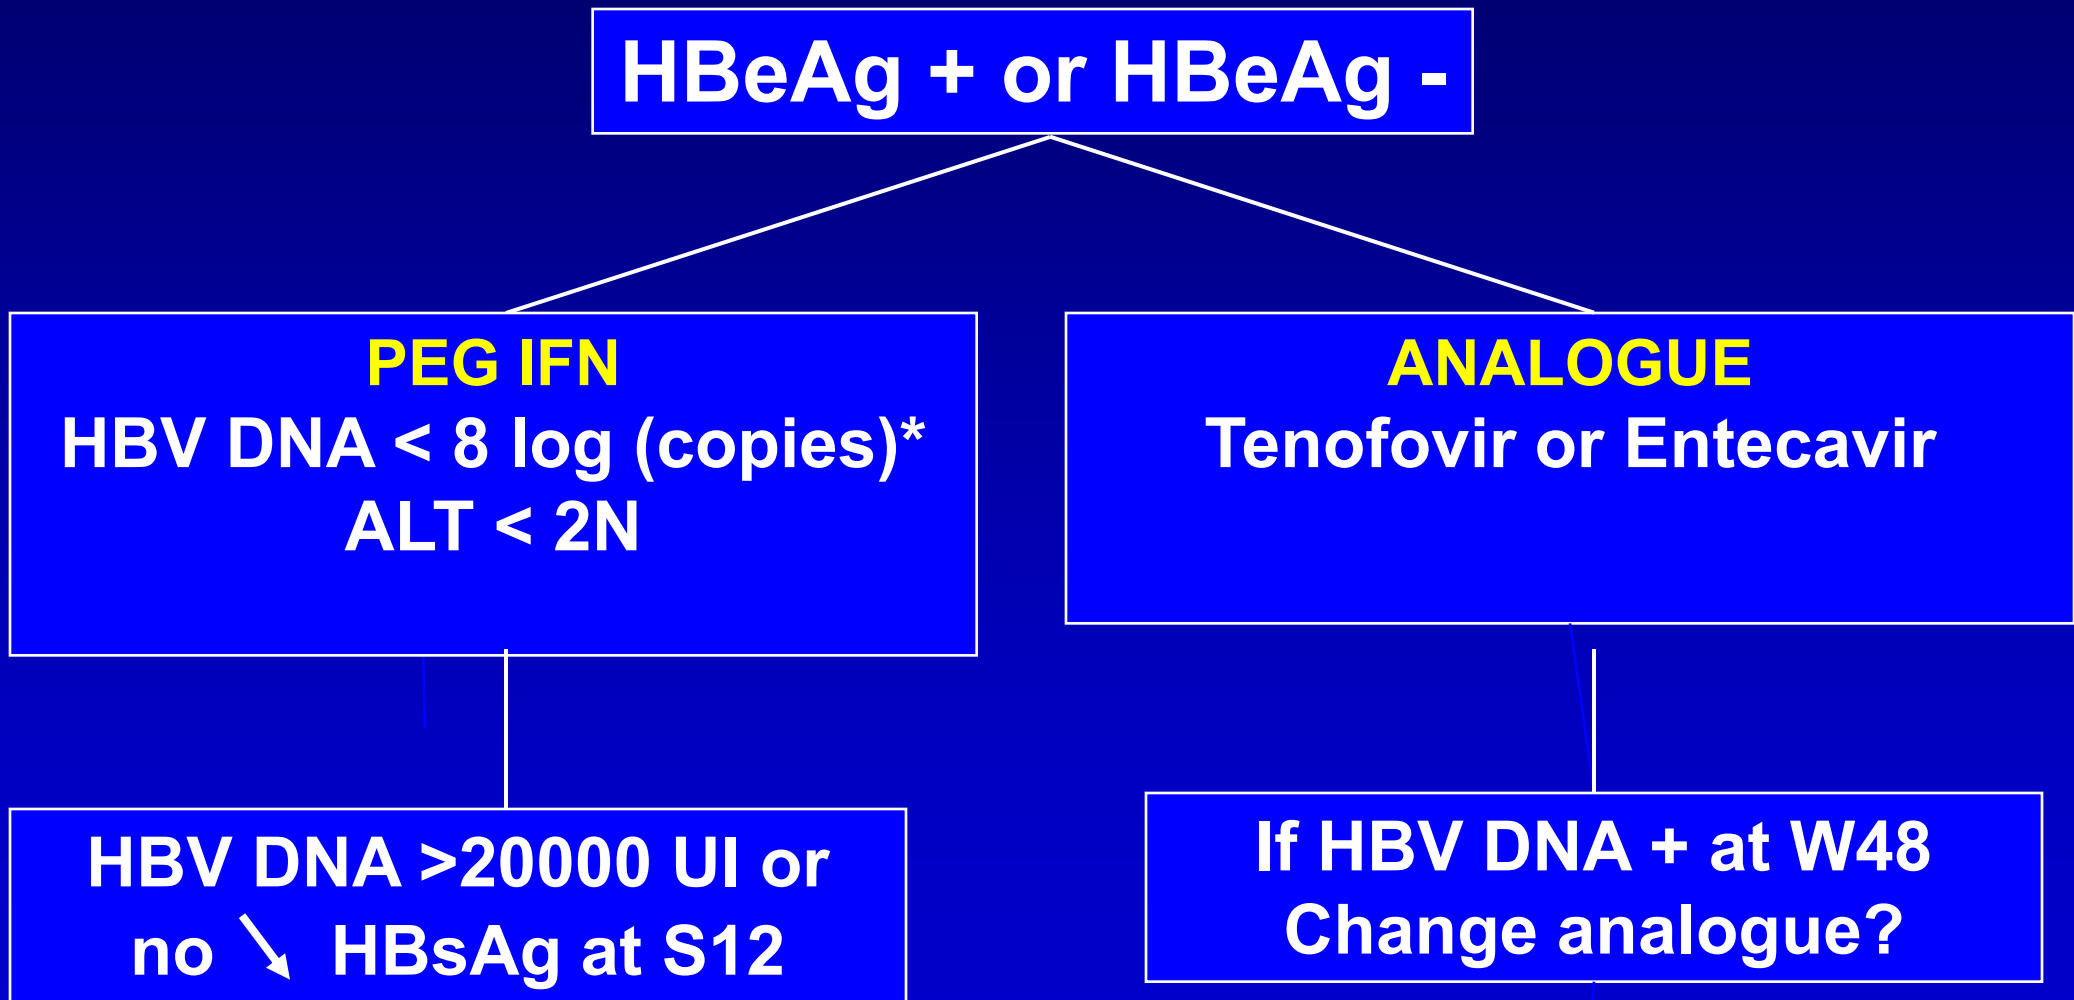 HBeAg + or HBeAg -
PEG IFN
HBV DNA < 8 log (copies)*
ALT < 2N
ANALOGUE
Tenofovir or Entecavir
HBV DNA >20000 UI or
no ↘ HBsAg at S12
If HBV DNA + at W48
Change analogue?